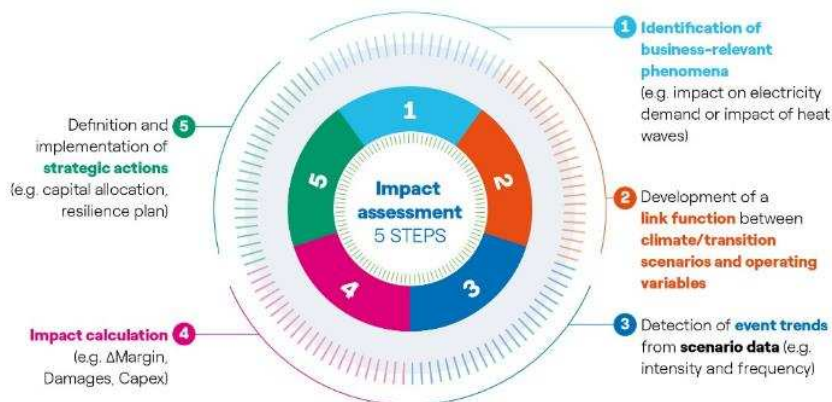 1 Identification of
business-relevant
phenomena
(e.g. impact on electricity
demand or impact of heat
waves)
2 Development of a
link function between
climate/transition
scenarios and operating
variables
3 Detection of event trends
from scenario data (e.g.
intensity and frequency)
Impact calculation 4
(e.g. ΔMargin,
Damages, Capex)
Definition and 5
implementation of
strategic actions
(e.g. capital allocation,
resilience plan)
Impact
assessment
5 STEPS
1
2
3
4
5